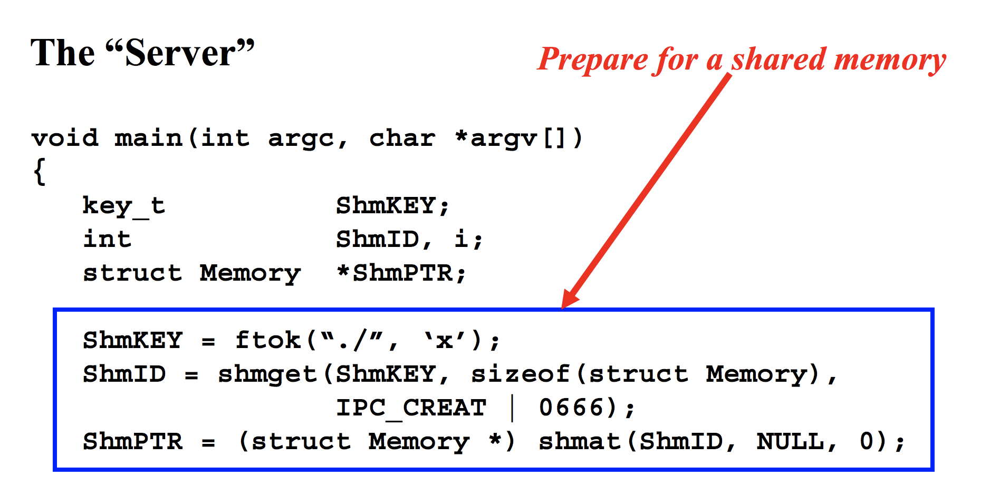 The “Server”
Prepare for a shared memory
void main(int argc, char *argv[])
{
key_t ShmKEY;
int ShmID, i;
struct Memory *ShmPTR;
ShmKEY = ftok(“./”, ‘x’);
ShmID = shmget(ShmKEY, sizeof(struct Memory),
IPC_CREAT | 0666);
ShmPTR = (struct Memory *) shmat(ShmID, NULL, 0);